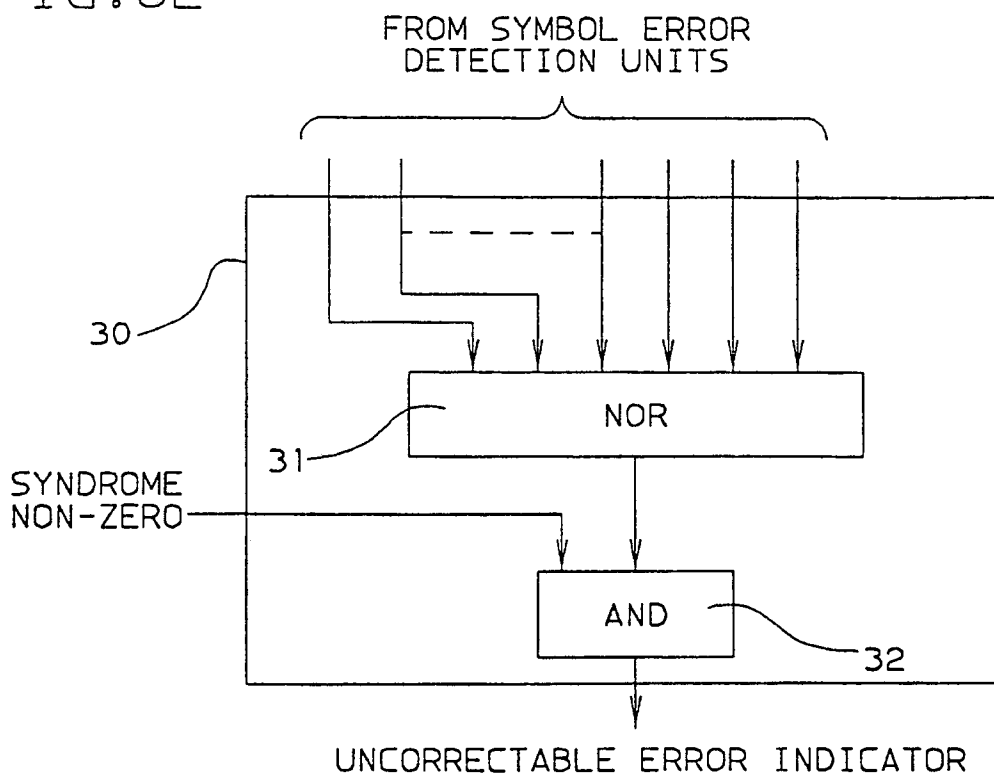 FROM SYMBOL ERROR
DETECTION UNITS
30
NOR
31
SYNDROME
NON-ZERO
AND
32
UNCORRECTABLE ERROR INDICATOR